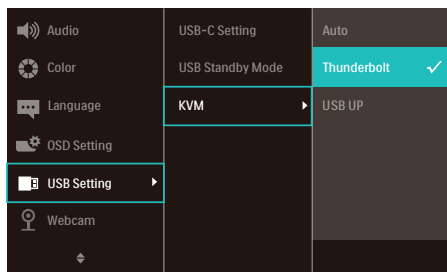 Audio
Color
Language
OSD Setting
USB Setting
Webcam
USB-C Setting
USB Standby Mode
KVM
Auto
Thunderbolt
USB UP